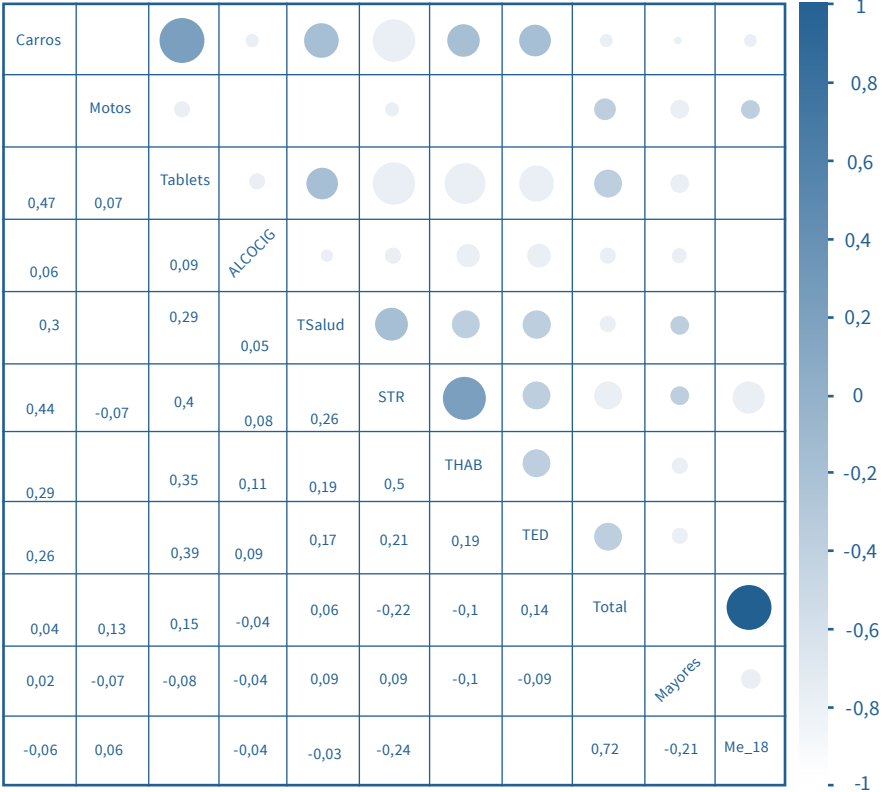 Carros
Motos
0,47 0,07 Tablets
0,06 0,09 ALCOCIG
0,3 0,29 0,05 TSalud
0,44 -0,07 0,4 0,08 0,26 STR
0,29 0,35 0,11 0,19 0,5 THAB
0,26 0,39 0,09 0,17 0,21 0,19 TED
0,04 0,13 0,15 -0,04 0,06 -0,22 -0,1 0,14 Total
0,02 -0,07 -0,08 -0,04 0,09 0,09 -0,1 -0,09 Mayores
-0,06 0,06 -0,04 -0,03 -0,24 0,72 -0,21 Me_18
1
0,8
0,6
0,4
0,2
0
-0,2
-0,4
-0,6
-0,8
-1